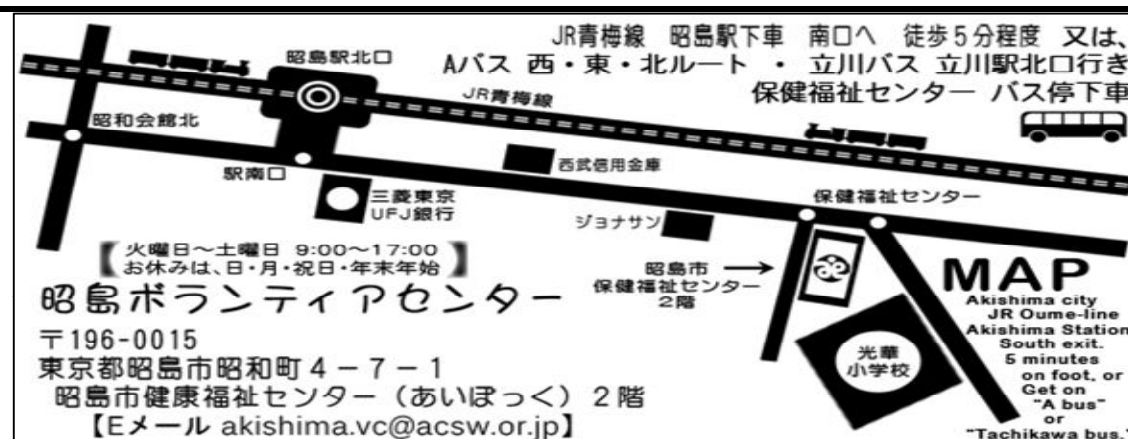 JR青梅線 昭島駅下車 南口へ 徒歩5分程度 又は、
Aバス 西・東・北ルート ・ 立川バス 立川駅北口行き
保健福祉センター バス停下車
昭島駅北口
JR青梅線
昭和会館北
駅南口
西武信用金庫
三菱東京
UFJ銀行
ジョナサン
保健福祉センター
【火曜日～土曜日 9:00～17:00
お休みは、日・月・祝日・年末年始】
昭島市
保健福祉センター
2階
昭島ボランティアセンター
〒196-0015
東京都昭島市昭和町4－7－1
昭島市健康福祉センター（あいぽっく）2階
【Eメール akishima.vc@acsw.or.jp】
光華
小学校
MAP
Akishima city
JR Oume-line
Akishima Station
South exit.
5 minutes
on foot, or
Get on
"A bus"
or
"Tachikawa bus."